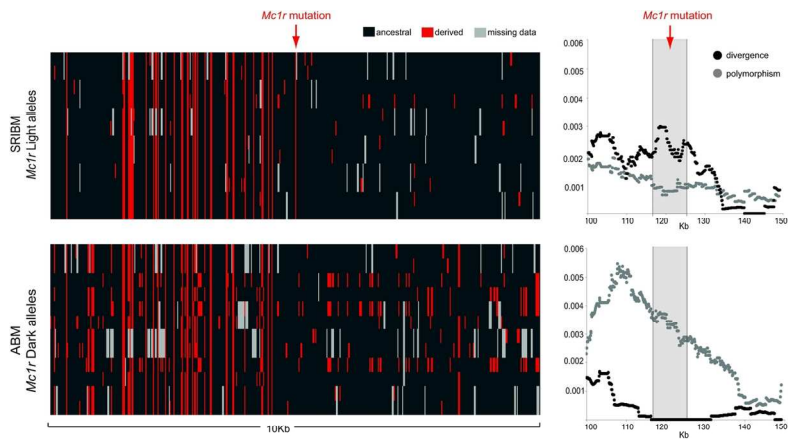 Mc1r mutation
ancestral derived missing data
SRIBM
Mc1r Light alleles
ABM
Mc1r Dark alleles
10Kb
Mc1r mutation
0.006
0.005
0.004
0.003
0.002
0.001
divergence
polymorphism
100 110 120 130 140 150
Kb
0.006
0.005
0.004
0.003
0.002
0.001
100 110 120 130 140 150
Kb